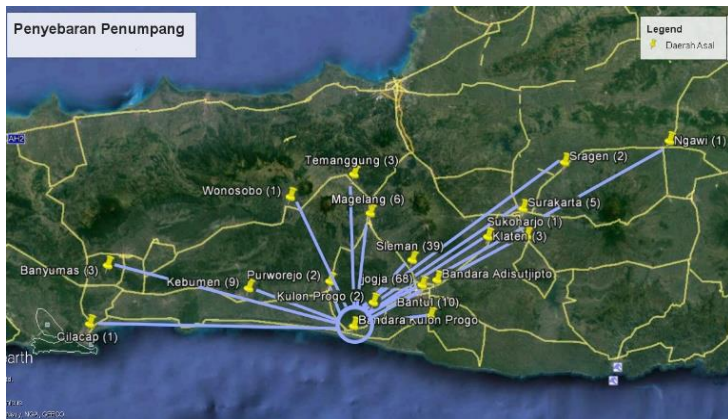 Penyebaran Penumpang
Legend
Daerah Asal
AH2
Ngawi (1)
Sragen (2)
Temanggung (3)
Wonosobo (1)
Magelang (6)
Surakarta (5)
Sukoharjo (1)
Klaten (3)
Sleman (39)
Banyumas (3)
Kebumen (9)
Purworejo (2)
jogja (68)
Bandara Adisutjipto
Kulon Progo (2)
Bantul (10)
Bandara Kulon Progo
Cilacap (1)
earth